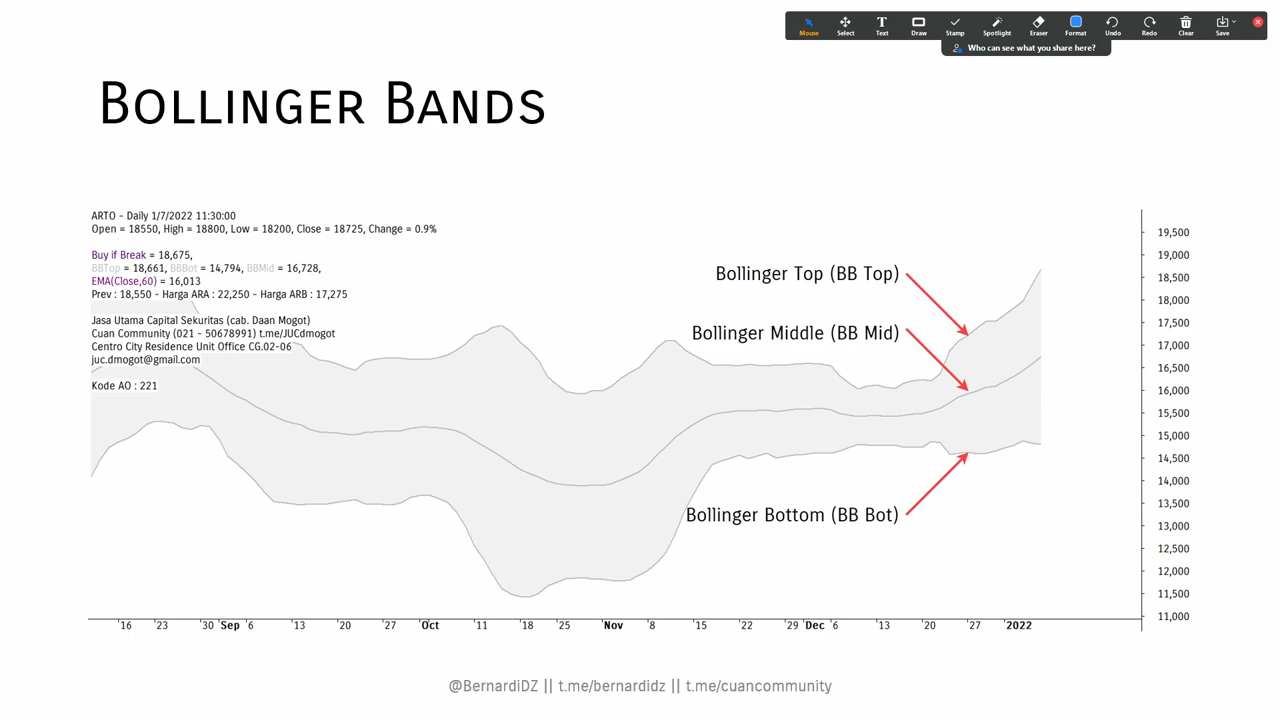 Mouse Select Text Draw Stamp Spotlight Eraser Format Undo Redo Clear Save
Who can see what you share here?
Bollinger Bands
ARTO - Daily 1/7/2022 11:30:00
Open = 18550, High = 18800, Low = 18200, Close = 18725, Change = 0.9%
Buy if Break = 18,675,
BBTop = 18,661, BBBot = 14,794, BBMid = 16,728,
EMA(Close,60) = 16,013
Prev : 18,550 - Harga ARA : 22,250 - Harga ARB : 17,275
Jasa Utama Capital Sekuritas (cab. Daan Mogot)
Cuan Community (021 - 50678991) t.me/JUCdmogot
Centro City Residence Unit Office CG.02-06
juc.dmogot@gmail.com
Kode AO : 221
Bollinger Top (BB Top)
Bollinger Middle (BB Mid)
Bollinger Bottom (BB Bot)
19,500
19,000
18,500
18,000
17,500
17,000
16,500
16,000
15,500
15,000
14,500
14,000
13,500
13,000
12,500
12,000
11,500
11,000
16 23 30 Sep 6 13 20 27 Oct 11 18 25 Nov 8 15 22 29 Dec 6 13 20 27 2022
@BernardiDZ || t.me/bernardidz || t.me/cuancommunity